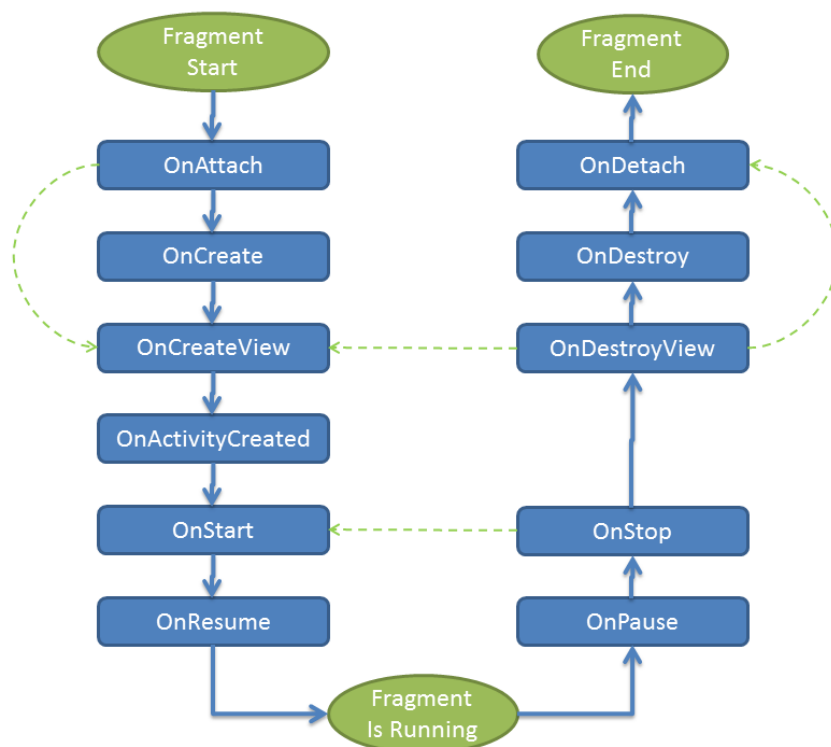 Fragment
Start
OnAttach
OnCreate
OnCreateView
OnActivityCreated
OnStart
OnResume
Fragment
Is Running
OnPause
OnStop
OnDestroyView
OnDestroy
OnDetach
Fragment
End